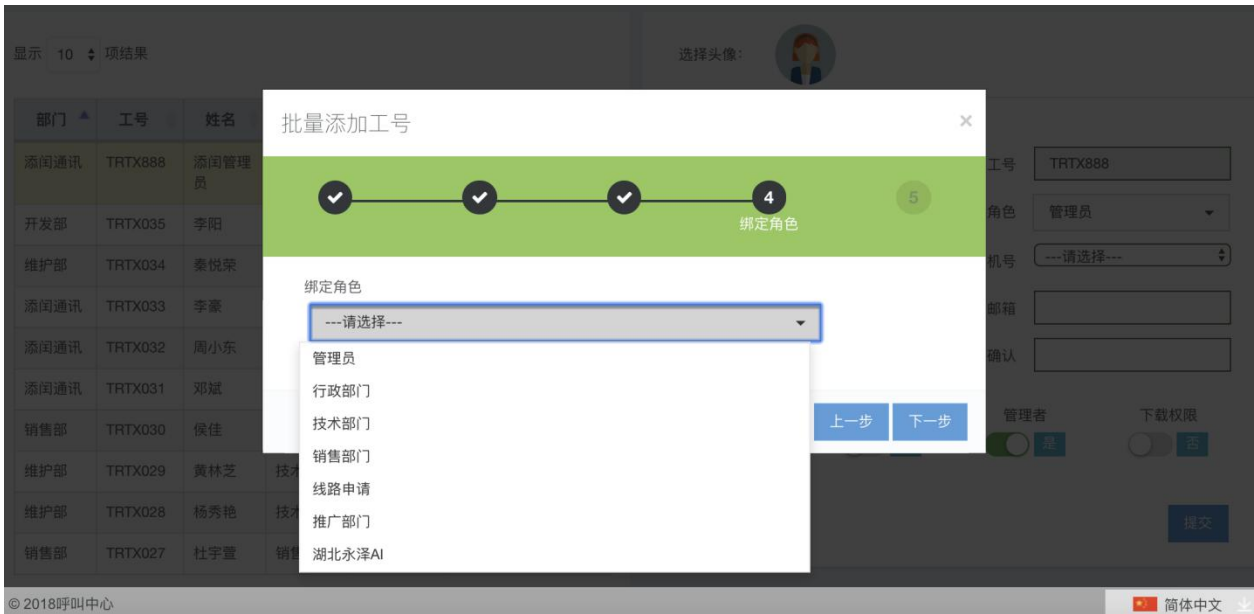 显示 10 项结果
选择头像:
部门 工号 姓名
添闰通讯 TRTX888 添闰管理
员
开发部 TRTX035 李阳
维护部 TRTX034 秦悦荣
添闰通讯 TRTX033 李豪
添闰通讯 TRTX032 周小东
添闰通讯 TRTX031 邓斌
销售部 TRTX030 侯佳
维护部 TRTX029 黄林芝 技术
维护部 TRTX028 杨秀艳 技术
销售部 TRTX027 杜宇萱 销售
批量添加工号 ×
4 5
绑定角色
绑定角色
---请选择---
管理员
行政部门
技术部门
销售部门
线路申请
推广部门
湖北永泽AI
上一步 下一步
工号 TRTX888
角色 管理员
机号 ---请选择---
邮箱
确认
管理者 下载权限
是 否
提交
© 2018呼叫中心
简体中文